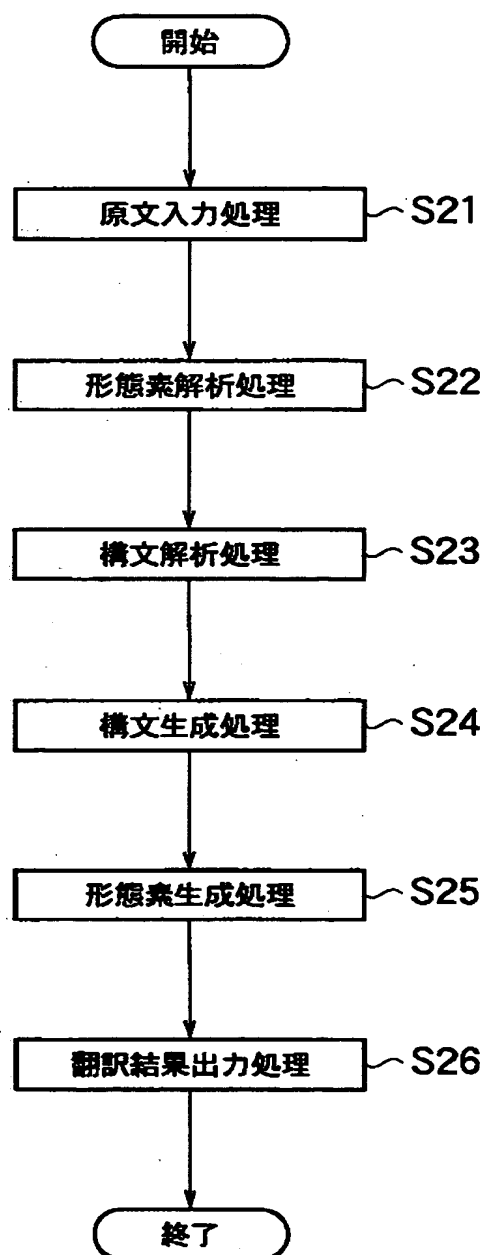 開始
原文入力処理 S21
形態素解析処理 S22
構文解析処理 S23
構文生成処理 S24
形態素生成処理 S25
翻訳結果出力処理 S26
終了